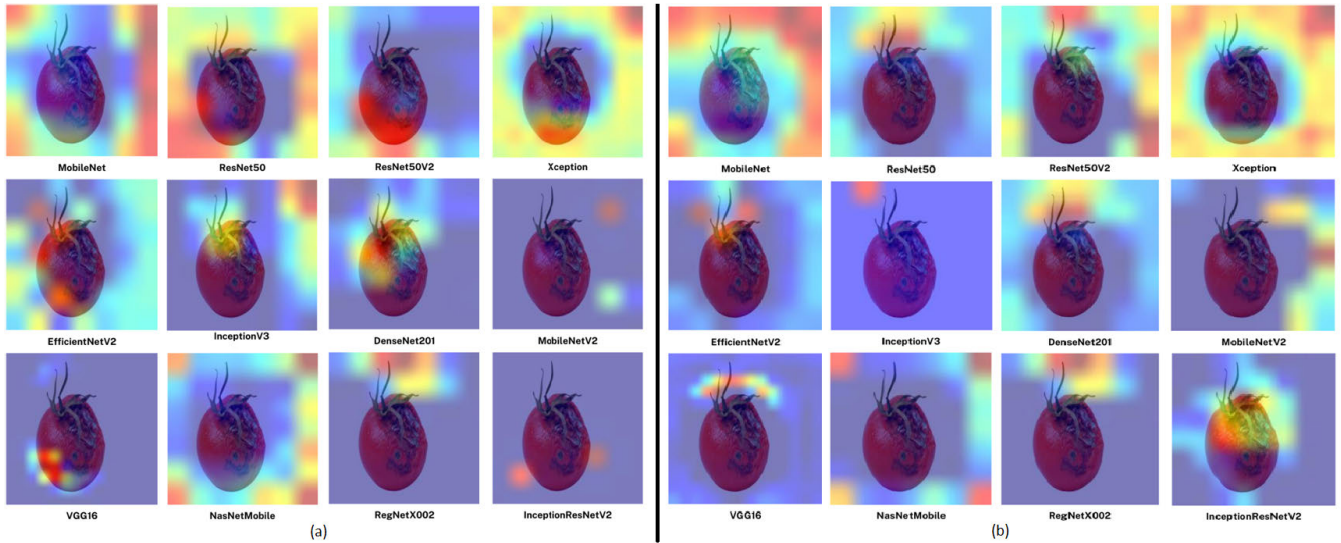 MobileNet ResNet50 ResNet50V2 Xception
EfficientNetV2 InceptionV3 DenseNet201 MobileNetV2
VGG16 NasNetMobile RegNetX002 InceptionResNetV2
(a)
MobileNet ResNet50 ResNet50V2 Xception
EfficientNetV2 InceptionV3 DenseNet201 MobileNetV2
VGG16 NasNetMobile RegNetX002 InceptionResNetV2
(b)